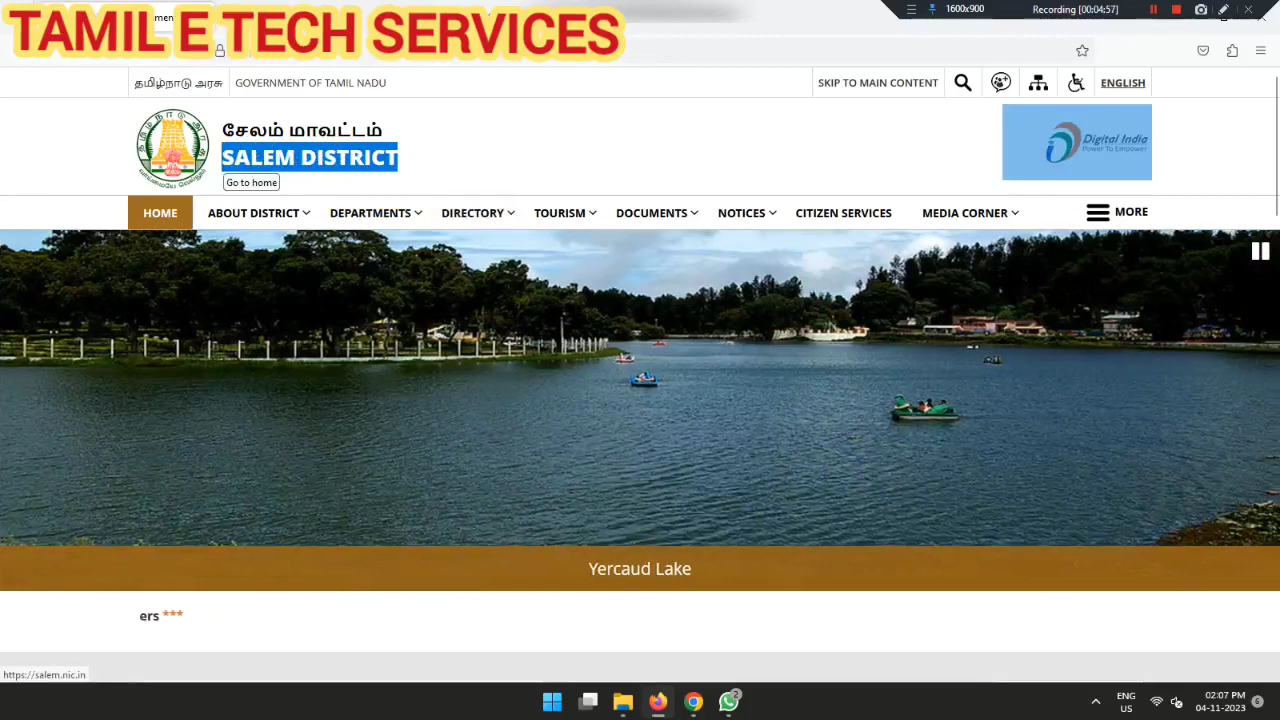 TAMIL E TECH SERVICES
1600x900
Recording [00:04:57]
தமிழ்நாடு அரசு
GOVERNMENT OF TAMIL NADU
SKIP TO MAIN CONTENT
ENGLISH
சேலம் மாவட்டம்
SALEM DISTRICT
Go to home
Digital India
Power To Empower
HOME
ABOUT DISTRICT
DEPARTMENTS
DIRECTORY
TOURISM
DOCUMENTS
NOTICES
CITIZEN SERVICES
MEDIA CORNER
MORE
Yercaud Lake
ers ***
https://salem.nic.in
2
ENG
US
02:07 PM
04-11-2023
6